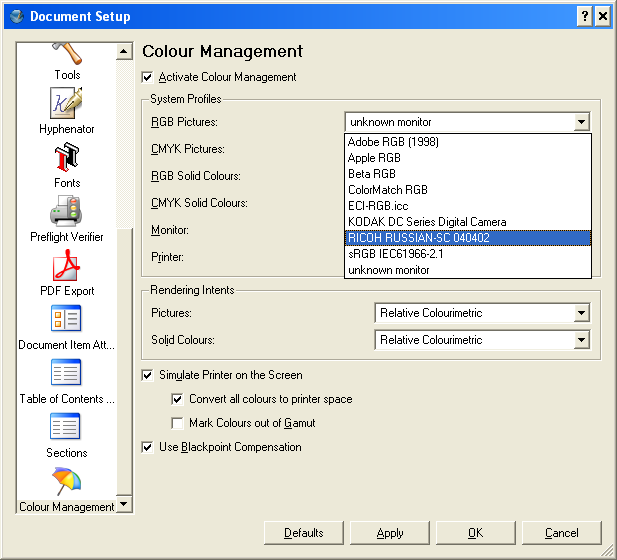 Document Setup
Tools
Hyphenator
Fonts
Preflight Verifier
PDF Export
Document Item Att...
Table of Contents ...
Sections
Colour Management
Colour Management
Activate Colour Management
System Profiles
RGB Pictures:
unknown monitor
CMYK Pictures:
RGB Solid Colours:
CMYK Solid Colours:
Monitor:
Printer:
Adobe RGB (1998)
Apple RGB
Beta RGB
ColorMatch RGB
ECI-RGB.icc
KODAK DC Series Digital Camera
RICOH RUSSIAN-SC 040402
sRGB IEC61966-2.1
unknown monitor
Rendering Intents
Pictures:
Relative Colourimetric
Solid Colours:
Relative Colourimetric
Simulate Printer on the Screen
Convert all colours to printer space
Mark Colours out of Gamut
Use Blackpoint Compensation
Defaults
Apply
OK
Cancel